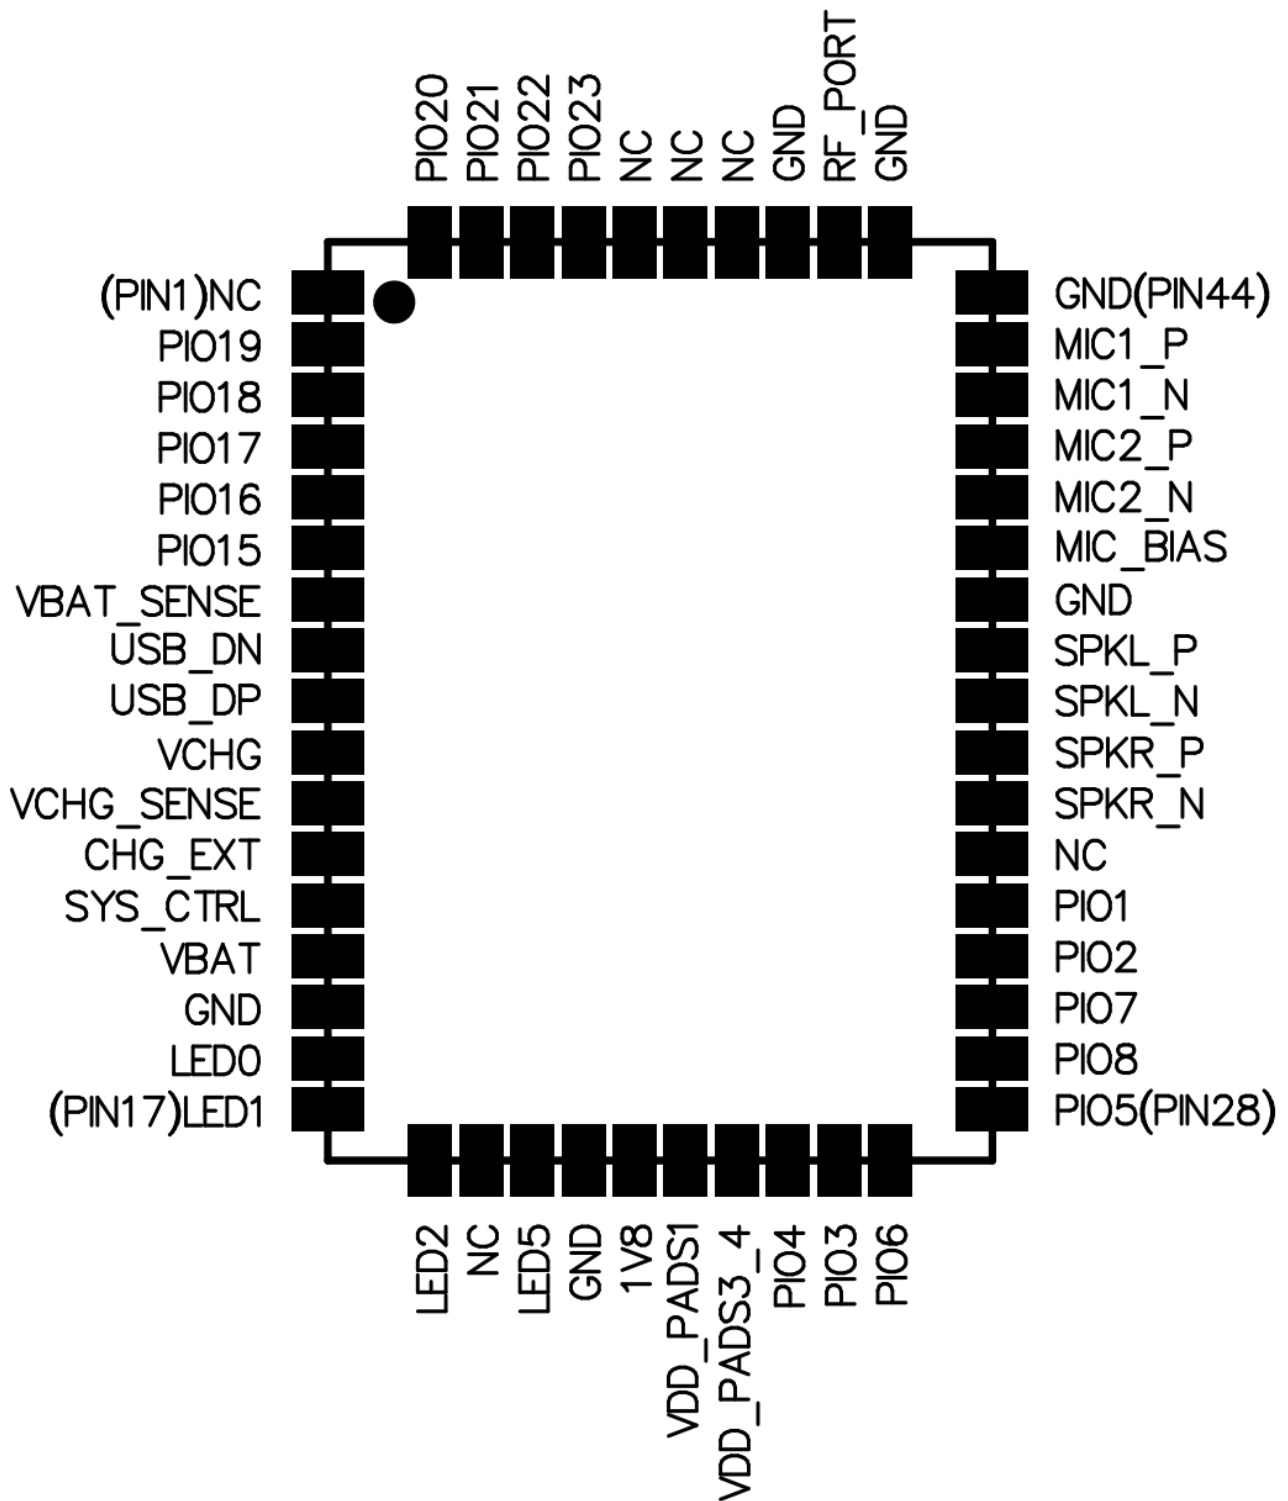 PIO20
PIO21
PIO22
PIO23
NC
NC
NC
GND
RF_PORT
GND
(PIN1)NC
PIO19
PIO18
PIO17
PIO16
PIO15
VBAT_SENSE
USB_DN
USB_DP
VCHG
VCHG_SENSE
CHG_EXT
SYS_CTRL
VBAT
GND
LED0
(PIN17)LED1
GND(PIN44)
MIC1_P
MIC1_N
MIC2_P
MIC2_N
MIC_BIAS
GND
SPKL_P
SPKL_N
SPKR_P
SPKR_N
NC
PIO1
PIO2
PIO7
PIO8
PIO5(PIN28)
LED2
NC
LED5
GND
1V8
VDD_PADS1
VDD_PADS3_4
PIO4
PIO3
PIO6